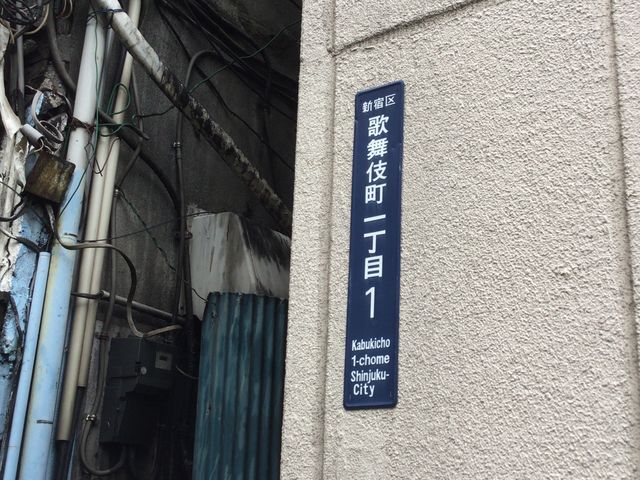 新宿区
歌舞伎町一丁目1
Kabukicho
1-chome
Shinjuku-
City